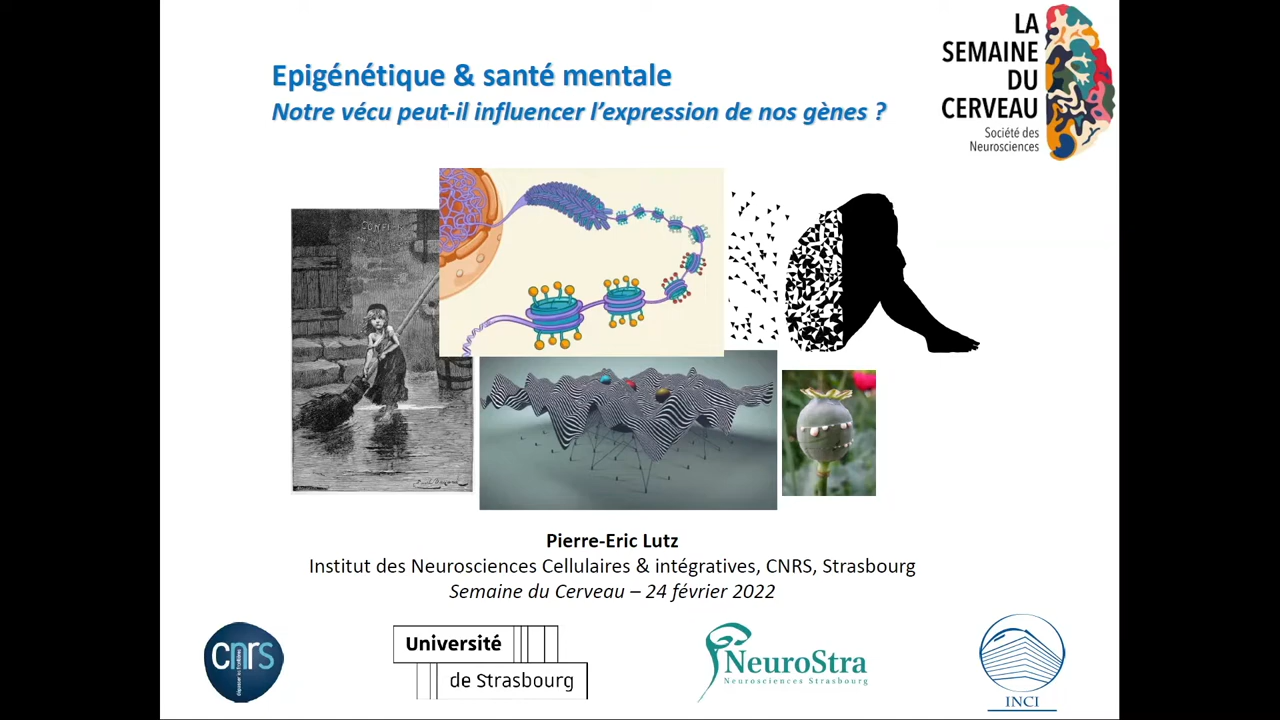 LA
SEMAINE
DU
CERVEAU
Société des
Neurosciences
Epigénétique & santé mentale
Notre vécu peut-il influencer l’expression de nos gènes ?
Pierre-Eric Lutz
Institut des Neurosciences Cellulaires & intégratives, CNRS, Strasbourg
Semaine du Cerveau – 24 février 2022
cnrs
Université
de Strasbourg
NeuroStra
Neurosciences Strasbourg
INCI